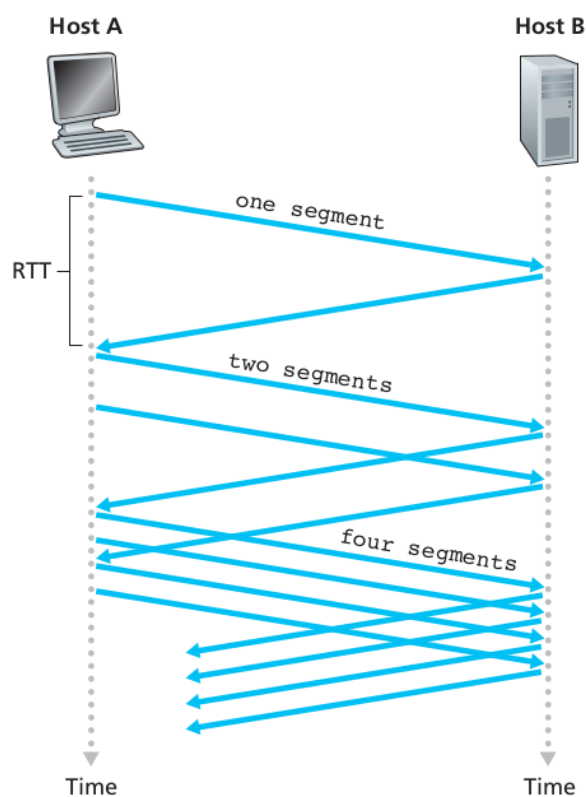 Host A
Host B
one segment
RTT
two segments
four segments
Time
Time